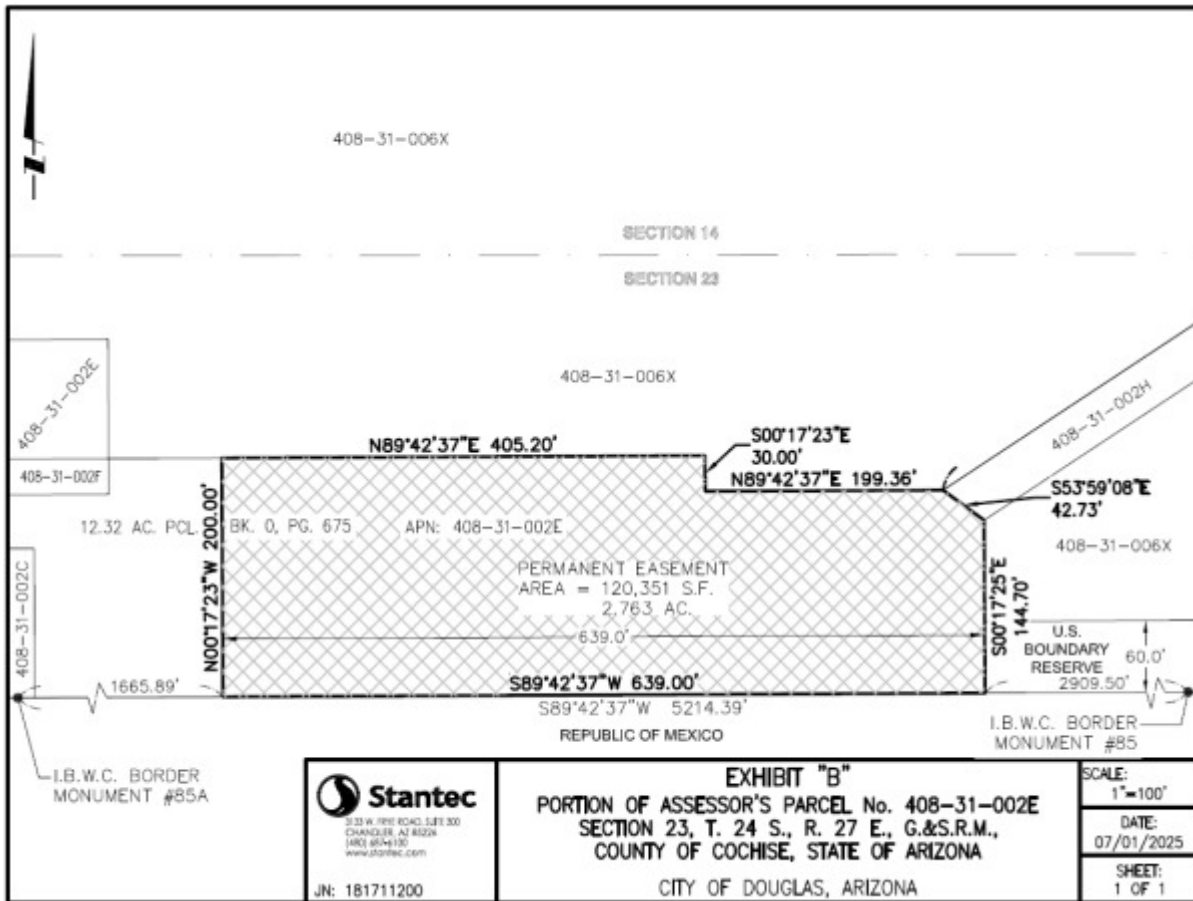 408-31-006X
SECTION 14
SECTION 23
408-31-002E
408-31-006X
408-31-002H
S00°17'23"E
30.00'
N89°42'37"E 405.20'
408-31-002F
N89°42'37"E 199.36'
S53°59'08"E
42.73'
12.32 AC. PCL. BK. 0, PG. 675 APN: 408-31-002E
408-31-006X
N00°17'23"W 200.00'
PERMANENT EASEMENT
AREA = 120,351 S.F.
2.763 AC.
408-31-002C
S00°17'25"E
144.70'
639.0'
U.S.
BOUNDARY
RESERVE
60.0'
1665.89'
S89°42'37"W 639.00'
2909.50'
S89°42'37"W 5214.39'
REPUBLIC OF MEXICO
I.B.W.C. BORDER
MONUMENT #85
I.B.W.C. BORDER
MONUMENT #85A
Stantec
CHANDLER, AZ 85226
www.stantec.com
JN: 181711200
EXHIBIT "B"
PORTION OF ASSESSOR'S PARCEL No. 408-31-002E
SECTION 23, T. 24 S., R. 27 E., G.&S.R.M.,
COUNTY OF COCHISE, STATE OF ARIZONA
CITY OF DOUGLAS, ARIZONA
SCALE:
1"=100'
DATE:
07/01/2025
SHEET:
1 OF 1